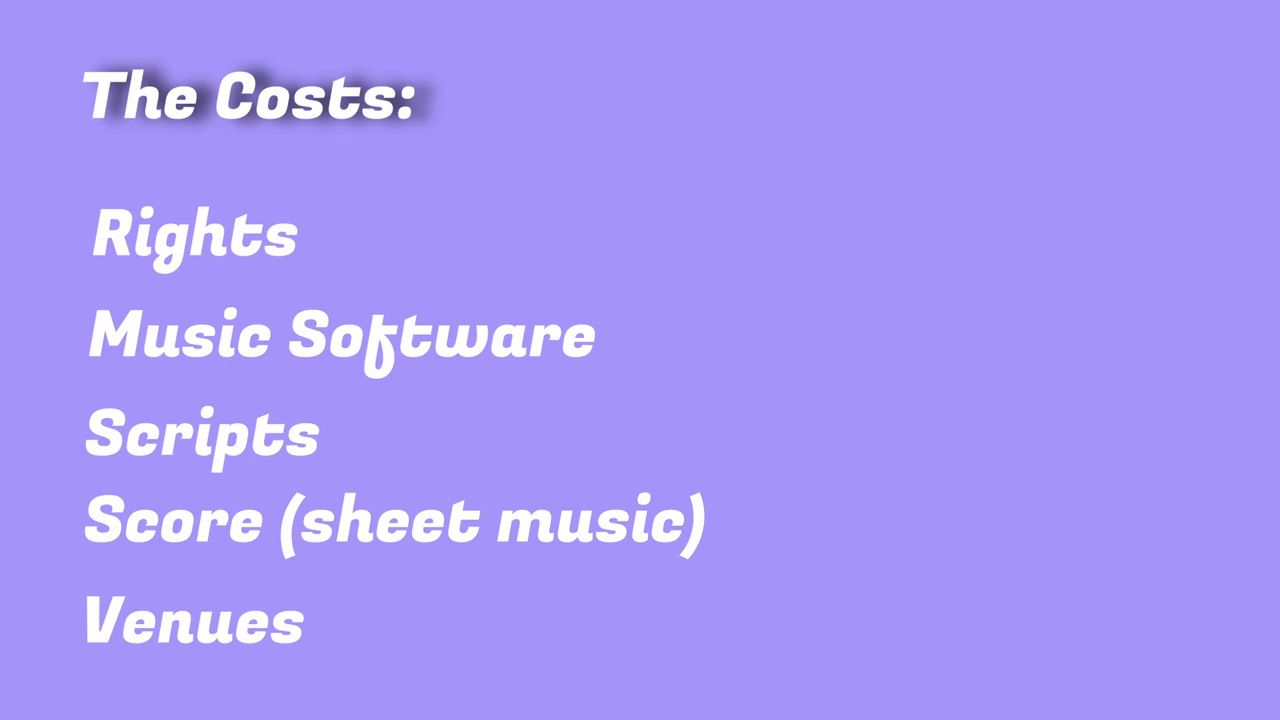 The Costs:
Rights
Music Software
Scripts
Score (sheet music)
Venues